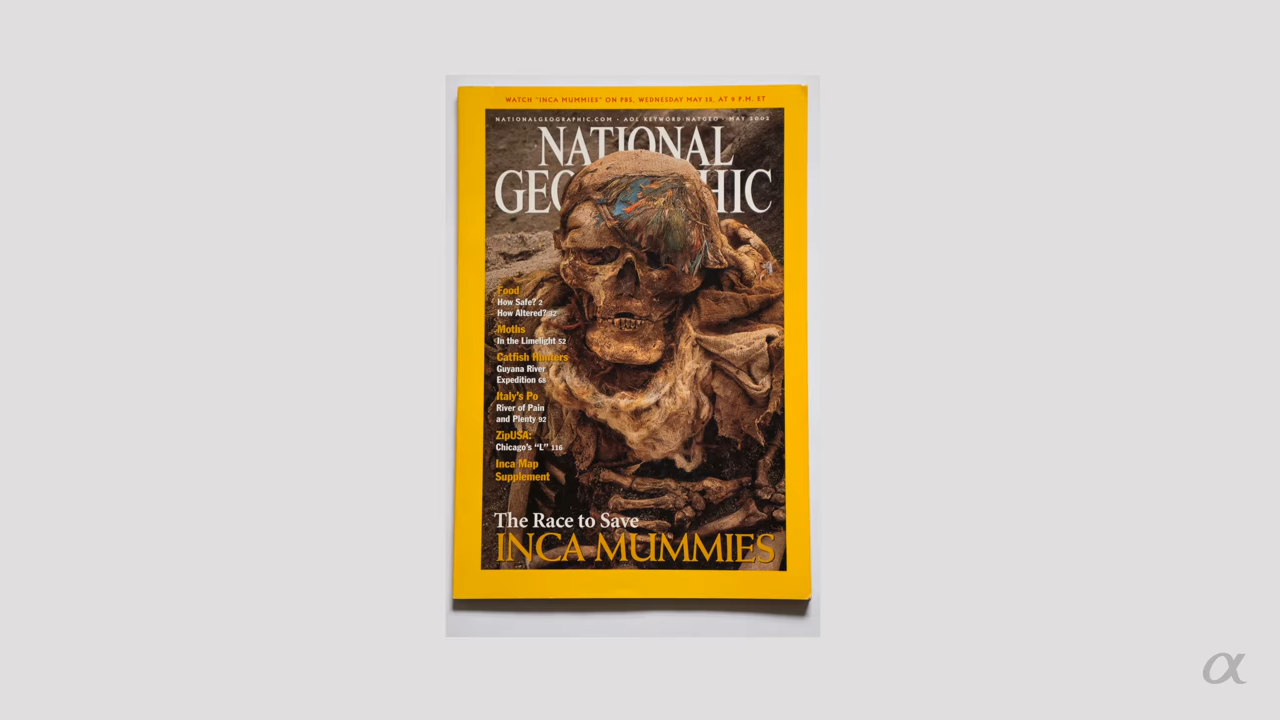 WATCH "INCA MUMMIES" ON PBS, WEDNESDAY MAY 15, AT 9 P.M. ET
NATIONALGEOGRAPHIC.COM • AOL KEYWORD: NATGEO • MAY 2002
NATIONAL
GEOGRAPHIC
Food
How Safe? 2
How Altered? 32
Moths
In the Limelight 52
Catfish Hunters
Guyana River
Expedition 68
Italy's Po
River of Pain
and Plenty 92
ZipUSA:
Chicago's "L" 116
Inca Map
Supplement
The Race to Save
INCA MUMMIES
α